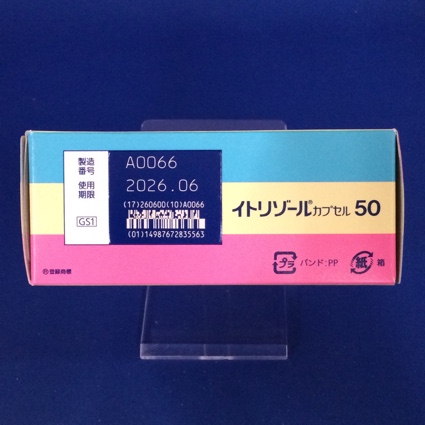 製造
番号
A0066
使用
期限
2026.06
GS1
(17)260600(10)A0066
(01)14987672835563
イトリゾール®カプセル 50
プラ
バンド:PP
紙
箱
Ⓡ登録商標